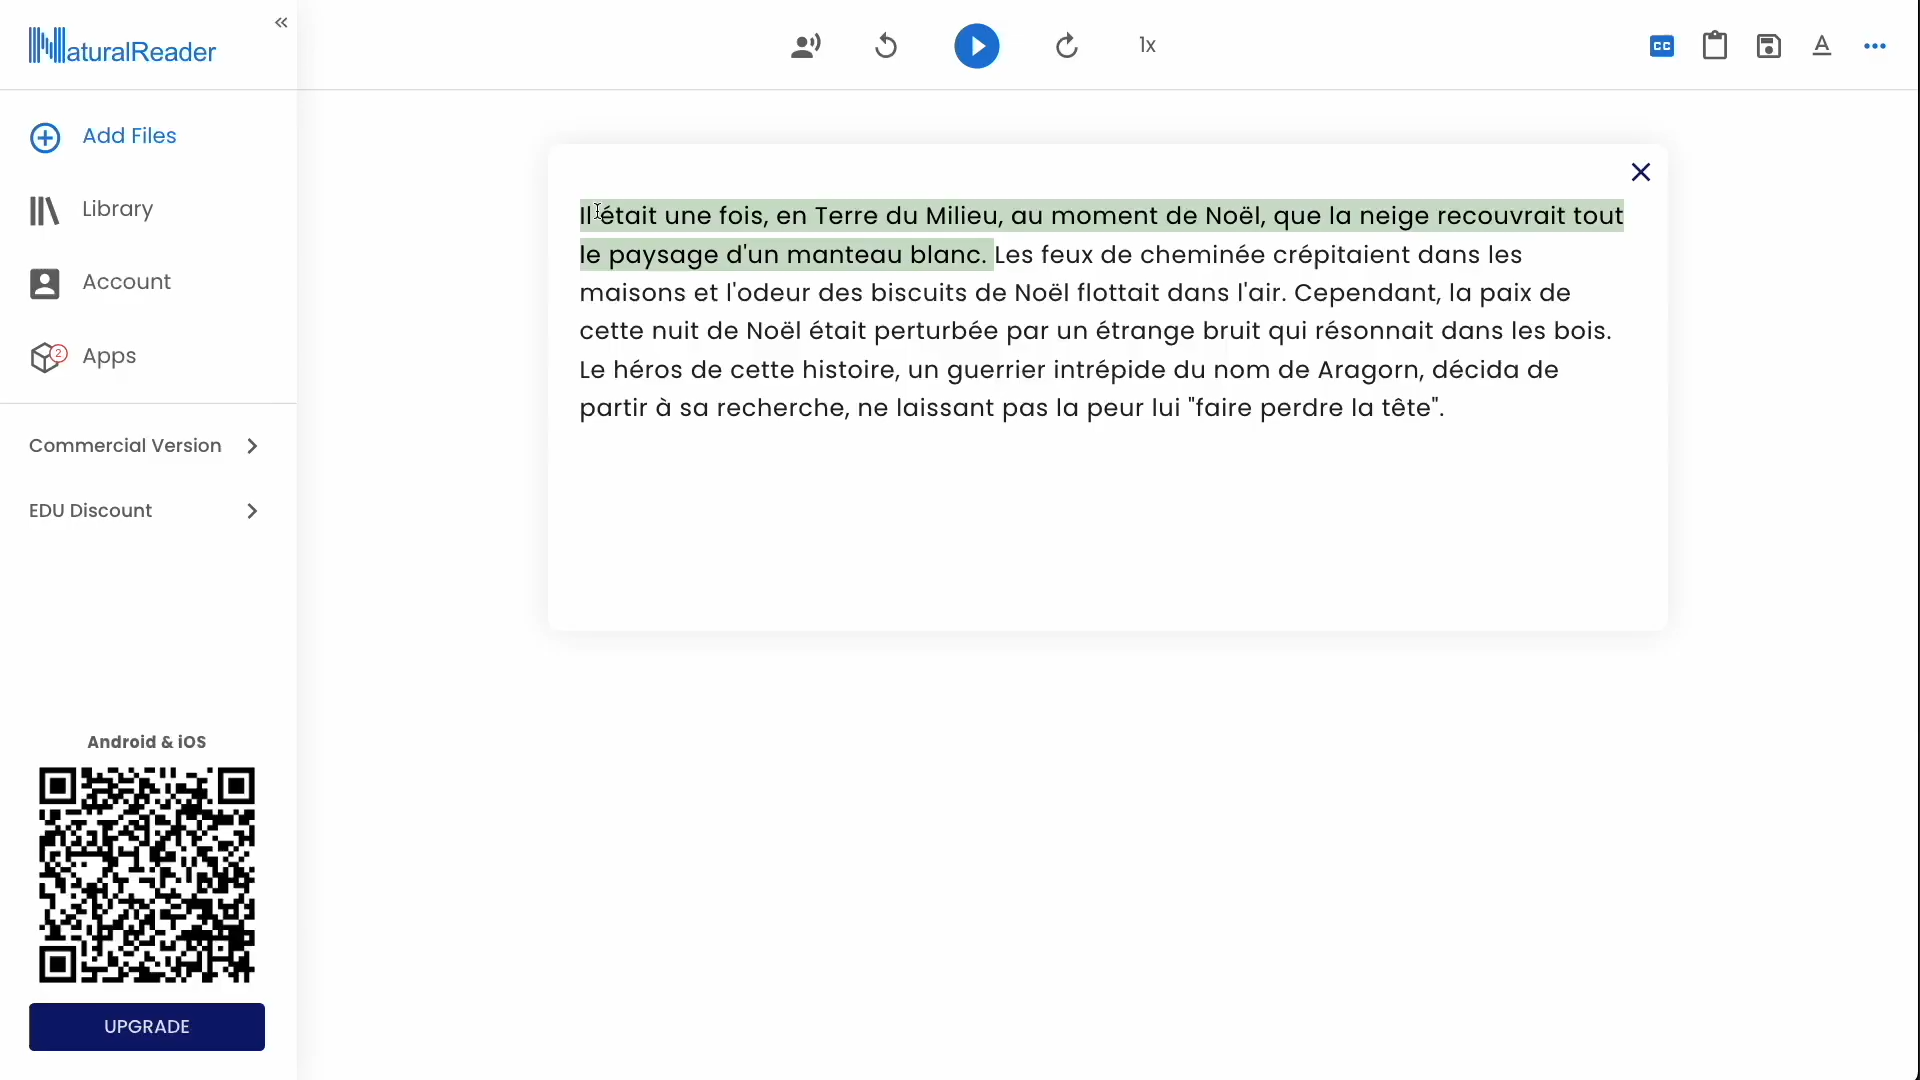 NaturalReader
«
1x
CC
A
Add Files
Library
Account
2
Apps
Commercial Version
EDU Discount
Il était une fois, en Terre du Milieu, au moment de Noël, que la neige recouvrait tout
le paysage d'un manteau blanc. Les feux de cheminée crépitaient dans les
maisons et l'odeur des biscuits de Noël flottait dans l'air. Cependant, la paix de
cette nuit de Noël était perturbée par un étrange bruit qui résonnait dans les bois.
Le héros de cette histoire, un guerrier intrépide du nom de Aragorn, décida de
partir à sa recherche, ne laissant pas la peur lui "faire perdre la tête".
Android & iOS
UPGRADE